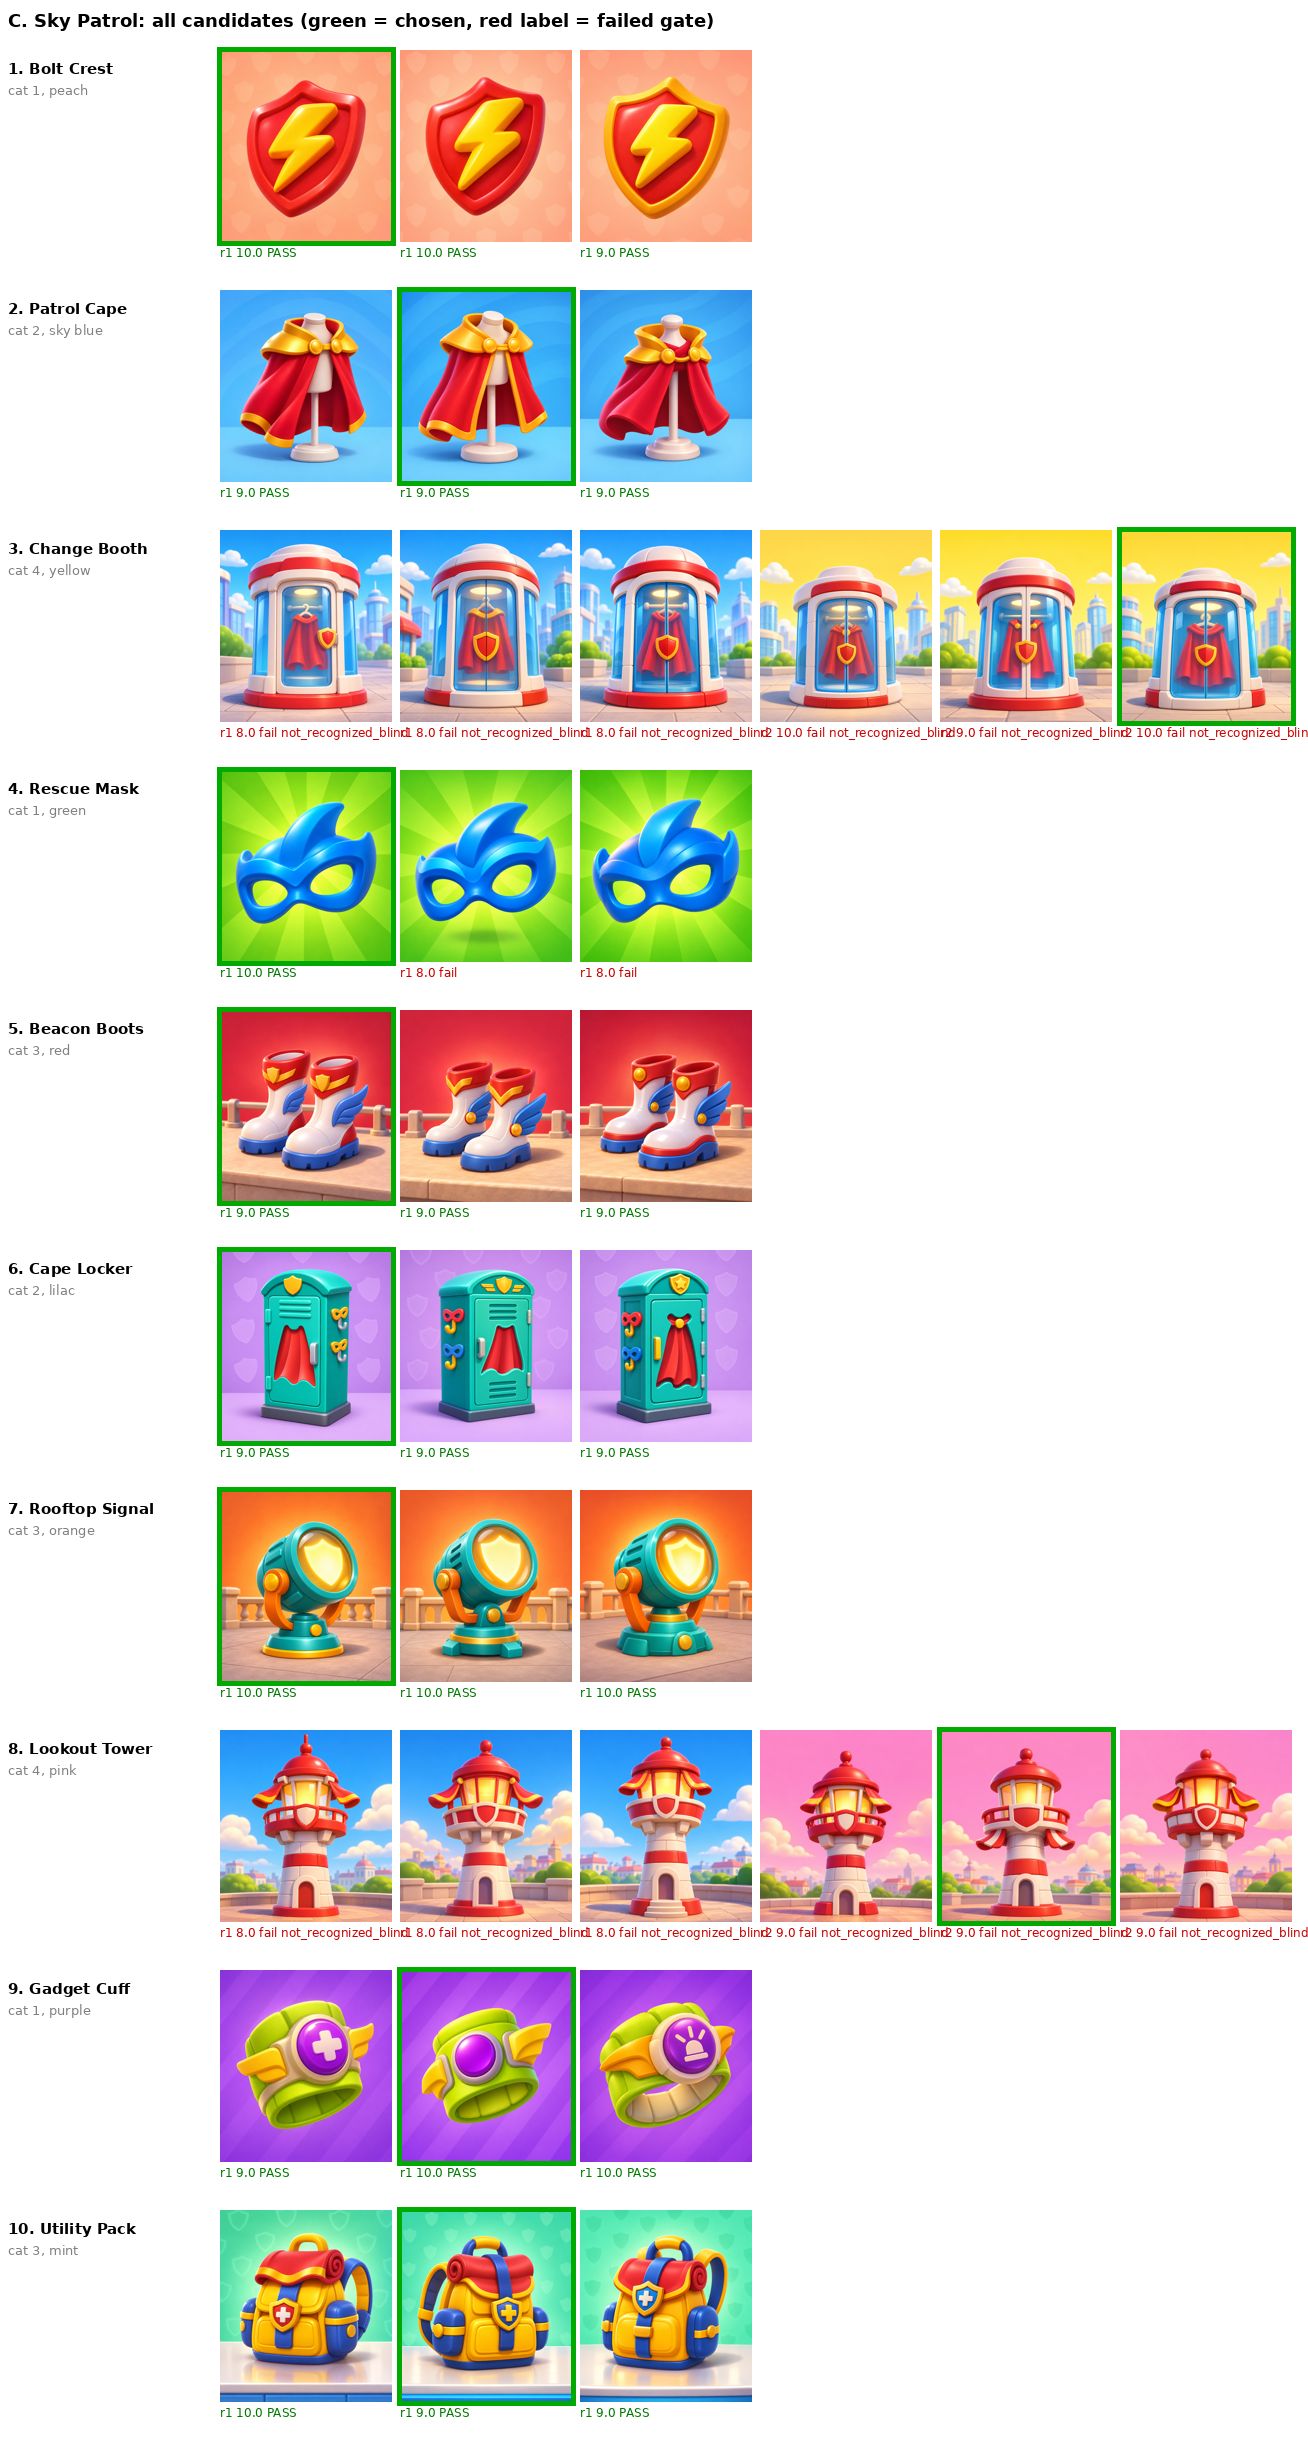 C. Sky Patrol: all candidates (green = chosen, red label = failed gate)
1. Bolt Crest
cat 1, peach
r1 10.0 PASS
r1 10.0 PASS
r1 9.0 PASS
2. Patrol Cape
cat 2, sky blue
r1 9.0 PASS
r1 9.0 PASS
r1 9.0 PASS
3. Change Booth
cat 4, yellow
r1 8.0 fail not_recognized_blind
r1 8.0 fail not_recognized_blind
r1 8.0 fail not_recognized_blind
r2 10.0 fail not_recognized_blind
r2 9.0 fail not_recognized_blind
r2 10.0 fail not_recognized_blin
4. Rescue Mask
cat 1, green
r1 10.0 PASS
r1 8.0 fail
r1 8.0 fail
5. Beacon Boots
cat 3, red
r1 9.0 PASS
r1 9.0 PASS
r1 9.0 PASS
6. Cape Locker
cat 2, lilac
r1 9.0 PASS
r1 9.0 PASS
r1 9.0 PASS
7. Rooftop Signal
cat 3, orange
r1 10.0 PASS
r1 10.0 PASS
r1 10.0 PASS
8. Lookout Tower
cat 4, pink
r1 8.0 fail not_recognized_blind
r1 8.0 fail not_recognized_blind
r1 8.0 fail not_recognized_blind
r2 9.0 fail not_recognized_blind
r2 9.0 fail not_recognized_blind
r2 9.0 fail not_recognized_blind
9. Gadget Cuff
cat 1, purple
r1 9.0 PASS
r1 10.0 PASS
r1 10.0 PASS
10. Utility Pack
cat 3, mint
r1 10.0 PASS
r1 9.0 PASS
r1 9.0 PASS